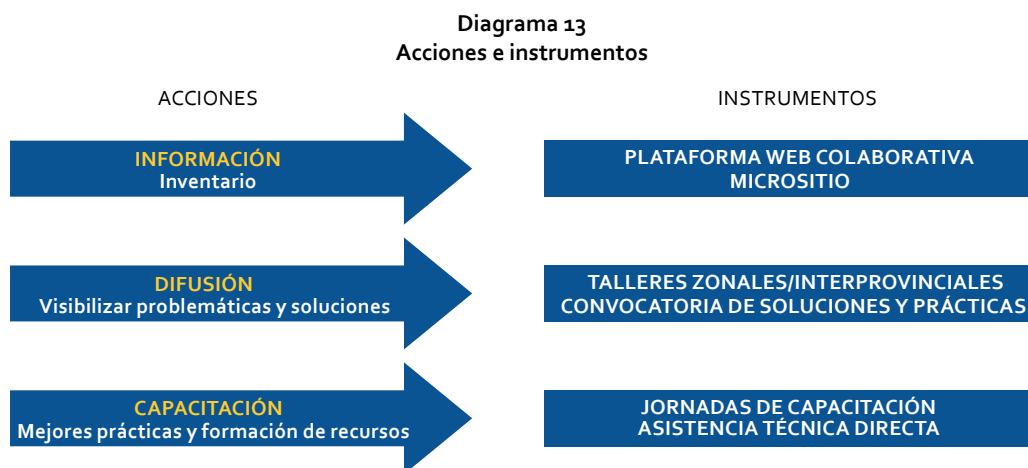 Diagrama 13
Acciones e instrumentos
ACCIONES
INSTRUMENTOS
INFORMACIÓN
Inventario
PLATAFORMA WEB COLABORATIVA
MICROSITIO
DIFUSIÓN
Visibilizar problemáticas y soluciones
TALLERES ZONALES/INTERPROVINCIALES
CONVOCATORIA DE SOLUCIONES Y PRÁCTICAS
CAPACITACIÓN
Mejores prácticas y formación de recursos
JORNADAS DE CAPACITACIÓN
ASISTENCIA TÉCNICA DIRECTA